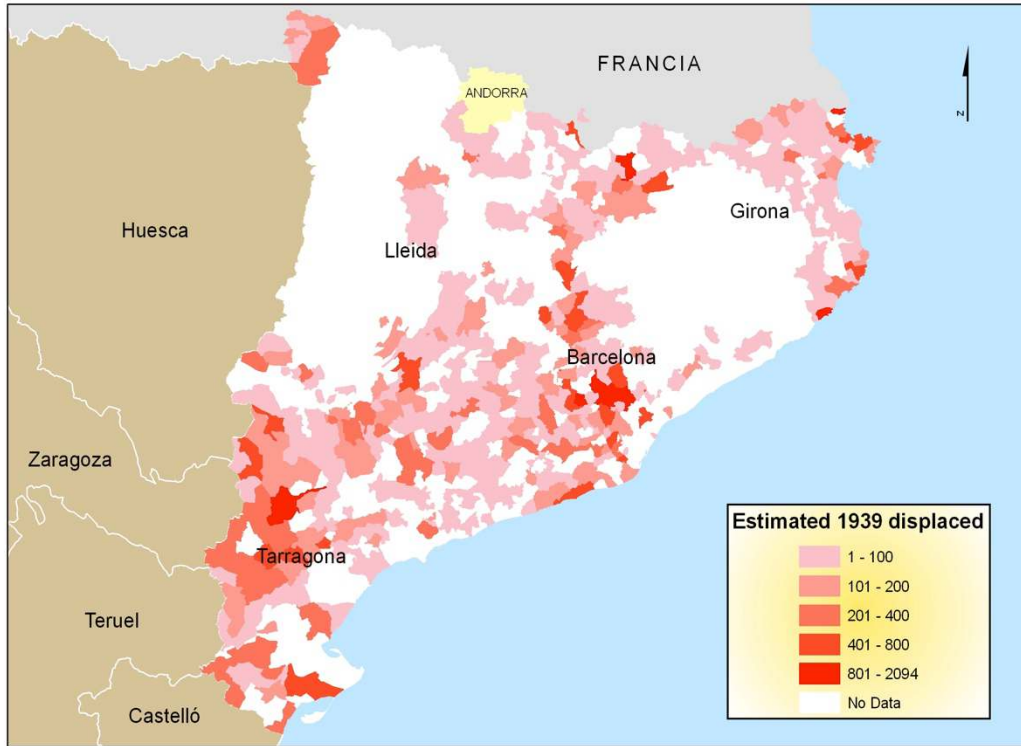 FRANCIA
ANDORRA
N
Huesca
Girona
Lleida
Barcelona
Zaragoza
Tarragona
Teruel
Castelló
Estimated 1939 displaced
1 - 100
101 - 200
201 - 400
401 - 800
801 - 2094
No Data